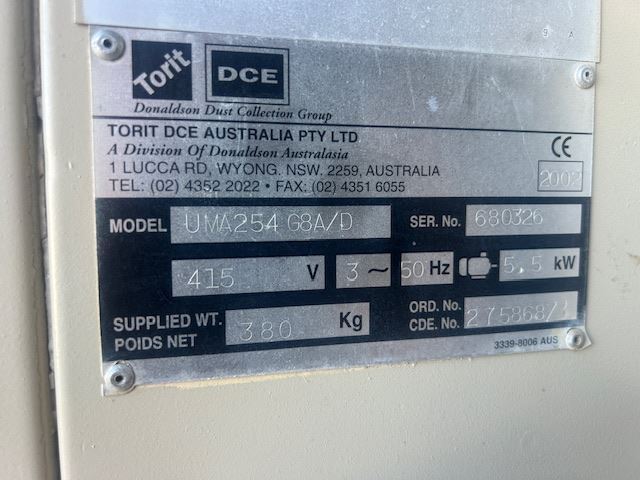 9 A
Torit DCE
Donaldson Dust Collection Group
TORIT DCE AUSTRALIA PTY LTD
A Division Of Donaldson Australasia
1 LUCCA RD, WYONG. NSW. 2259, AUSTRALIA
TEL: (02) 4352 2022 • FAX: (02) 4351 6055
CE
2002
MODEL UMA254 G8A/D SER. No. 680326
415 V 3 ~ 50 Hz 5.5 kW
SUPPLIED WT. POIDS NET 380 Kg
ORD. No. CDE. No. 275868/1
3339-8006 AUS